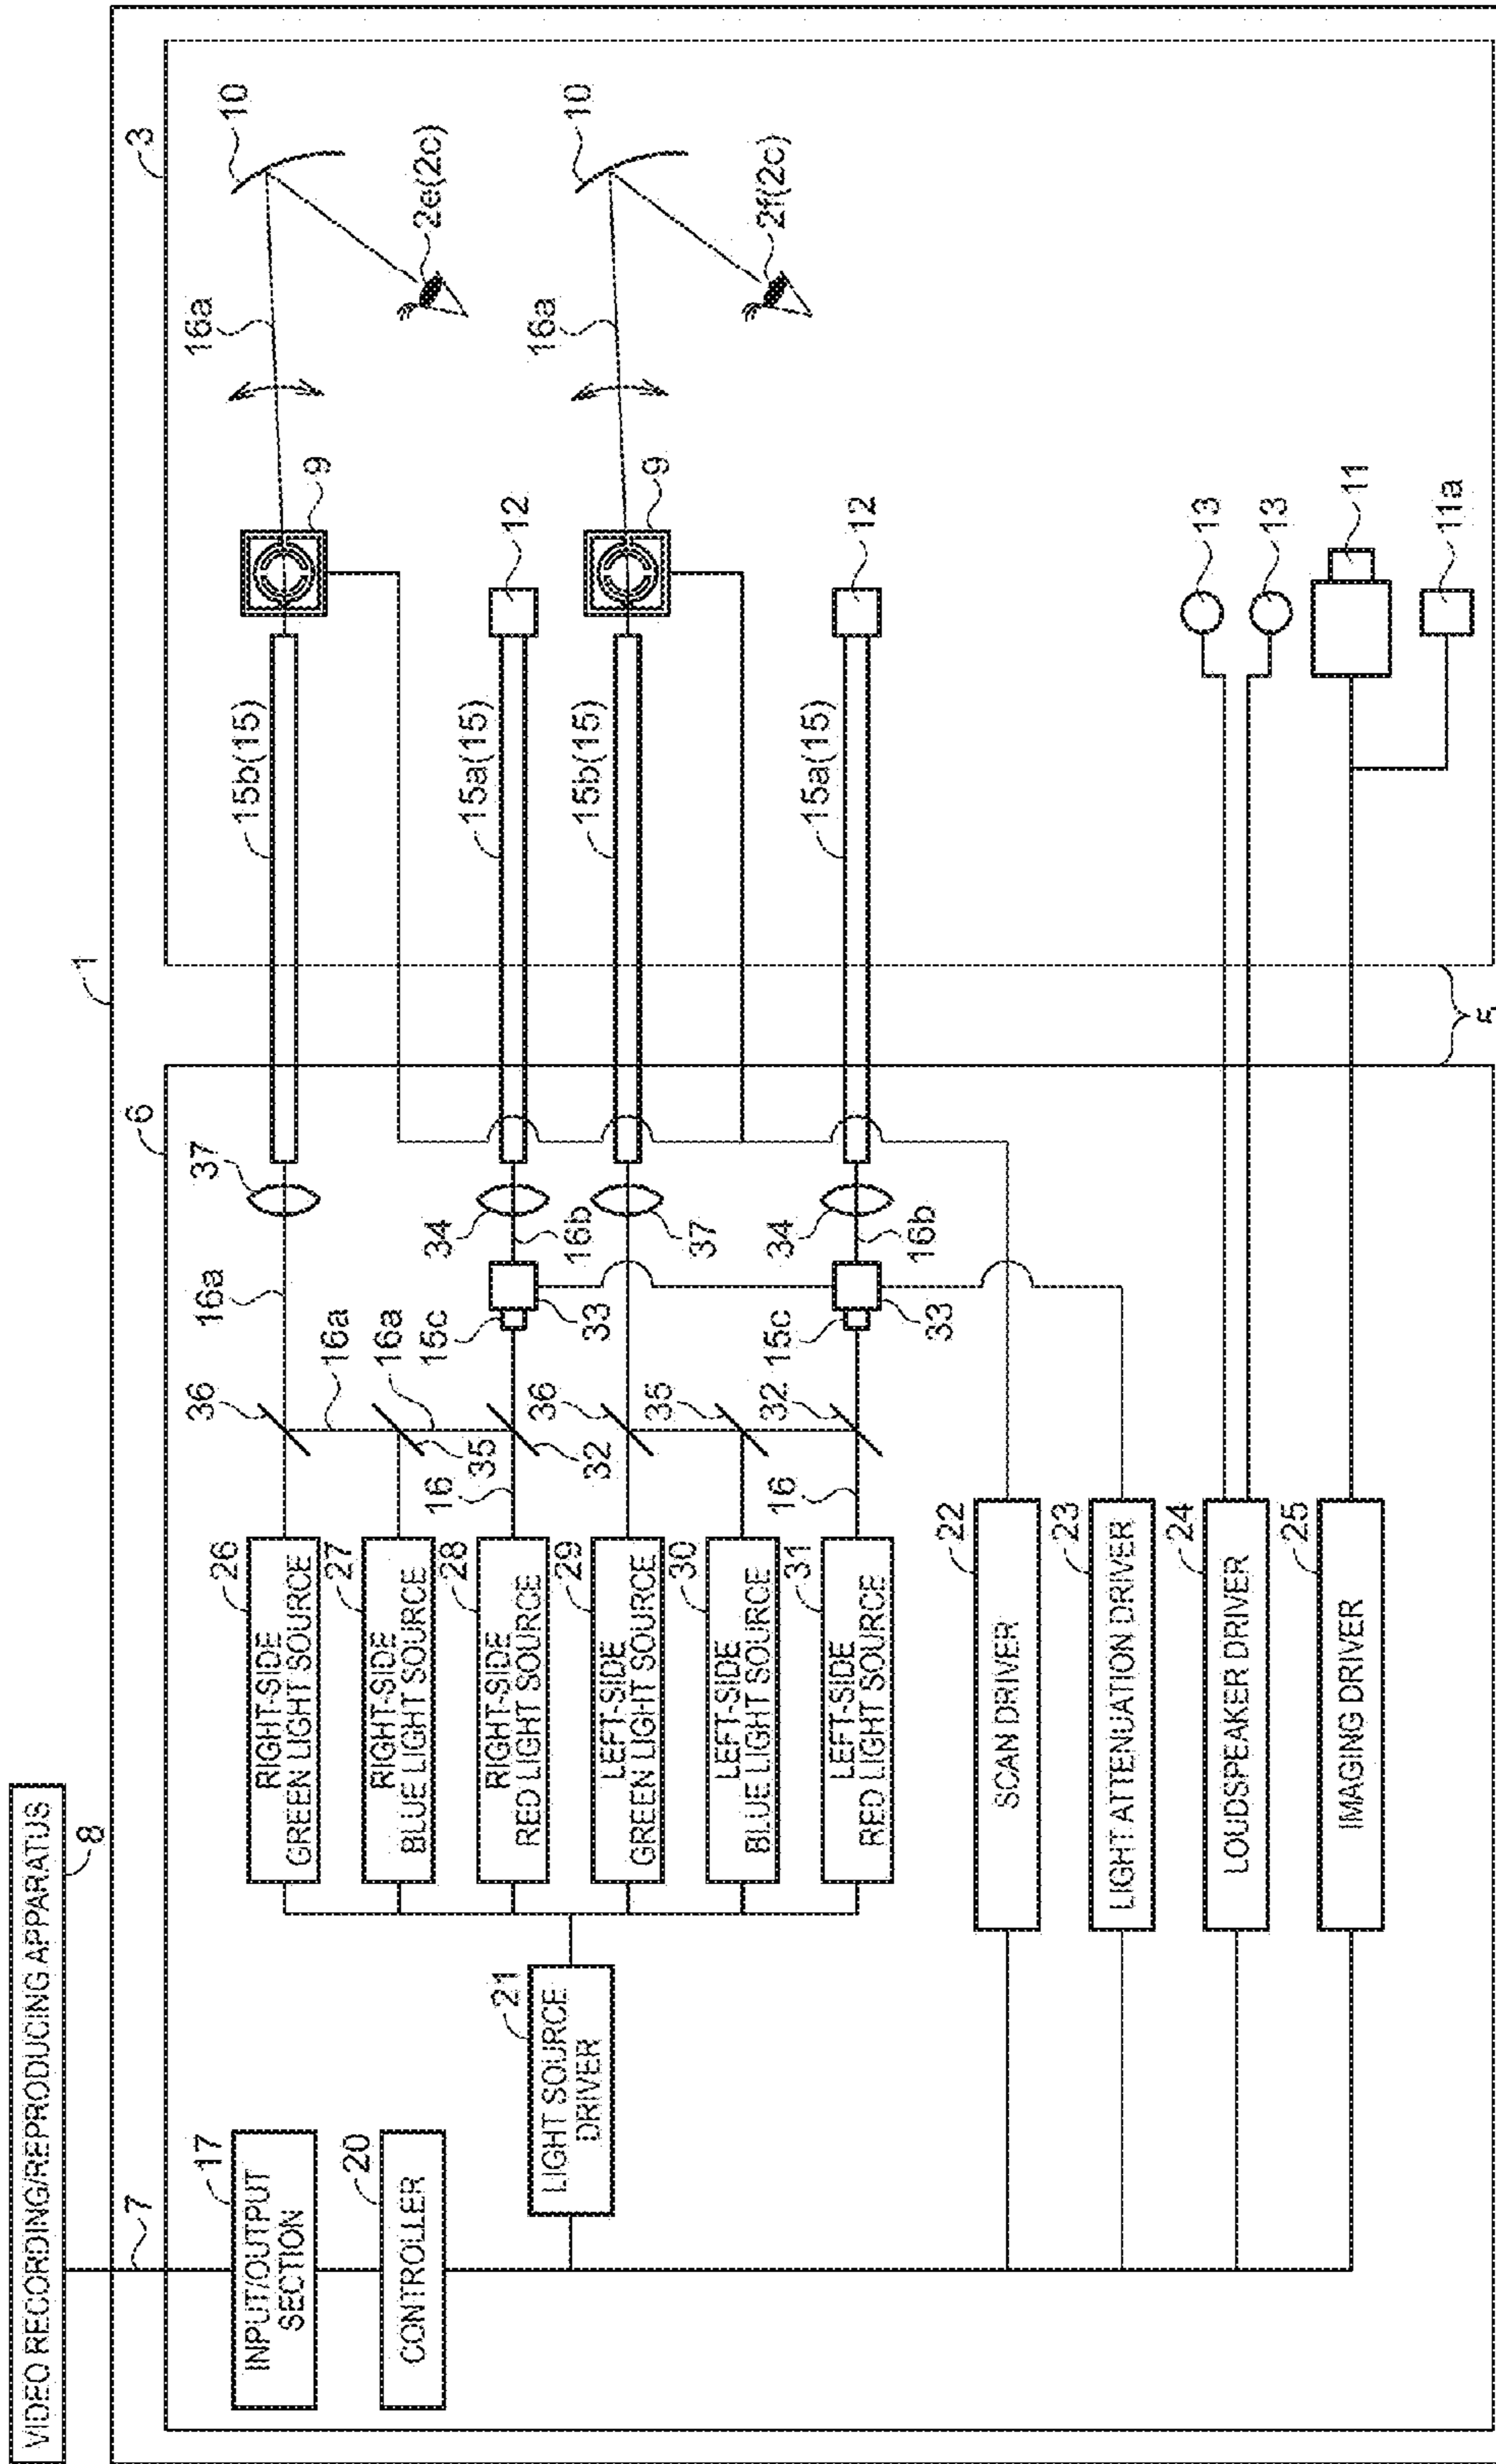 VIDEO RECORDING/REPRODUCING APPARATUS
8
7
1
6
3
17
INPUT/OUTPUT
SECTION
20
CONTROLLER
21
LIGHT SOURCE
DRIVER
26
RIGHT-SIDE
GREEN LIGHT SOURCE
27
RIGHT-SIDE
BLUE LIGHT SOURCE
28
RIGHT-SIDE
RED LIGHT SOURCE
29
LEFT-SIDE
GREEN LIGHT SOURCE
30
LEFT-SIDE
BLUE LIGHT SOURCE
31
LEFT-SIDE
RED LIGHT SOURCE
22
SCAN DRIVER
23
LIGHT ATTENUATION DRIVER
24
LOUDSPEAKER DRIVER
25
IMAGING DRIVER
36
16a
37
16a
35
16a
16
32
15c
33
34
16b
36
37
35
16
32
15c
33
34
16b
15b(15)
9
16a
10
2e(2c)
15a(15)
12
15b(15)
9
16a
10
2f(2c)
15a(15)
12
13
13
11
11a
5